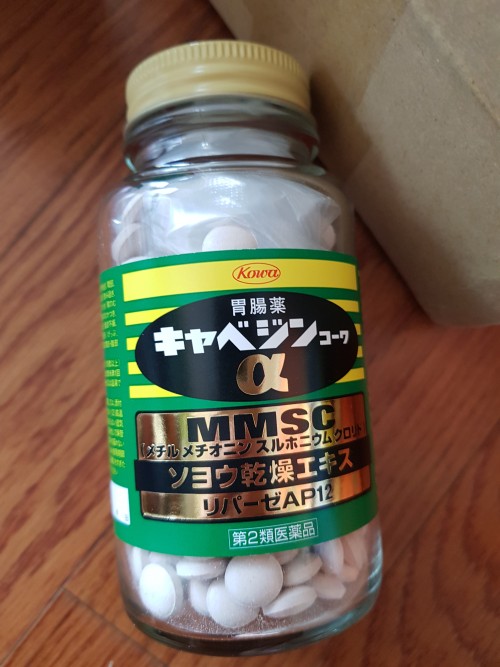 Kowa
胃腸薬
キャベジンコーワ
α
MMSC
(メチル メチオニン スルホニウム クロリド
ソヨウ乾燥エキス
リパーゼAP12
第2類医薬品